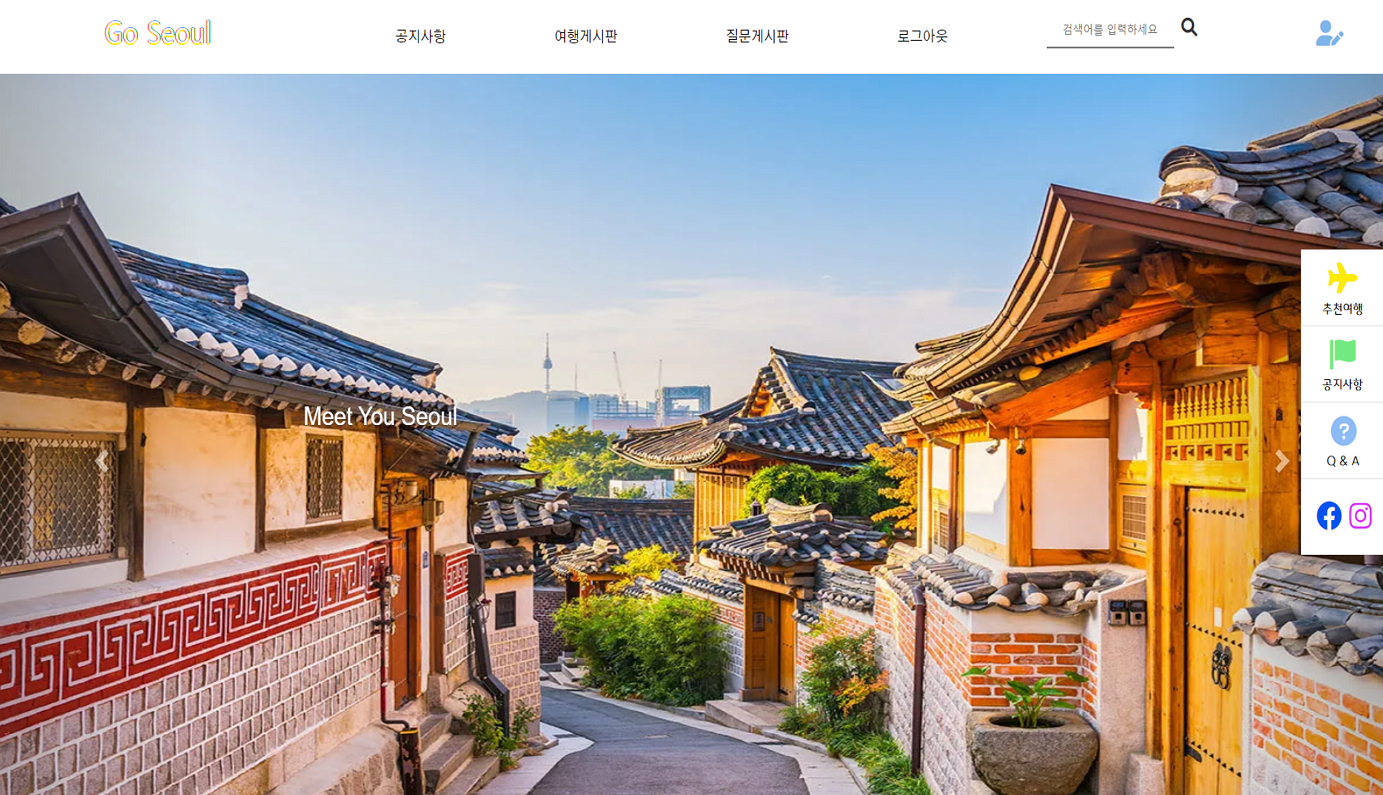 Go Seoul
공지사항
여행게시판
질문게시판
로그아웃
검색어를 입력하세요
Meet You Seoul
추천여행
공지사항
Q & A